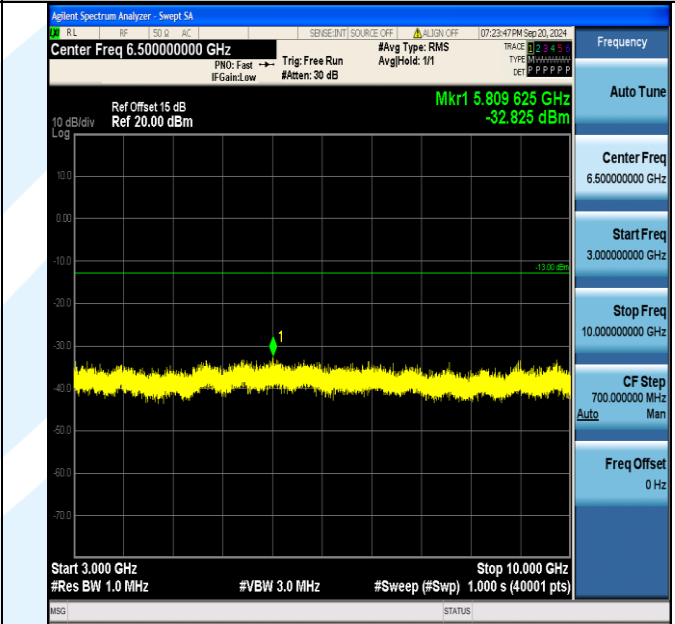 Agilent Spectrum Analyzer - Swept SA
RL RF 50 Ω AC SENSE:INT SOURCE OFF ALIGN OFF 07:23:47 PM Sep 20, 2024
Center Freq 6.500000000 GHz
#Avg Type: RMS
TRACE 1 2 3 4 5 6
PNO: Fast Trig: Free Run Avg|Hold: 1/1
TYPE M
IFGain:Low #Atten: 30 dB
DET P P P P P P
Mkr1 5.809 625 GHz
-32.825 dBm
Ref Offset 15 dB
10 dB/div Ref 20.00 dBm
Log
10.0
0.00
-10.0
-13.00 dBm
-20.0
-30.0
1
-40.0
-50.0
-60.0
-70.0
Start 3.000 GHz Stop 10.000 GHz
#Res BW 1.0 MHz #VBW 3.0 MHz #Sweep (#Swp) 1.000 s (40001 pts)
MSG STATUS
Frequency
Auto Tune
Center Freq
6.500000000 GHz
Start Freq
3.000000000 GHz
Stop Freq
10.000000000 GHz
CF Step
700.000000 MHz
Auto Man
Freq Offset
0 Hz